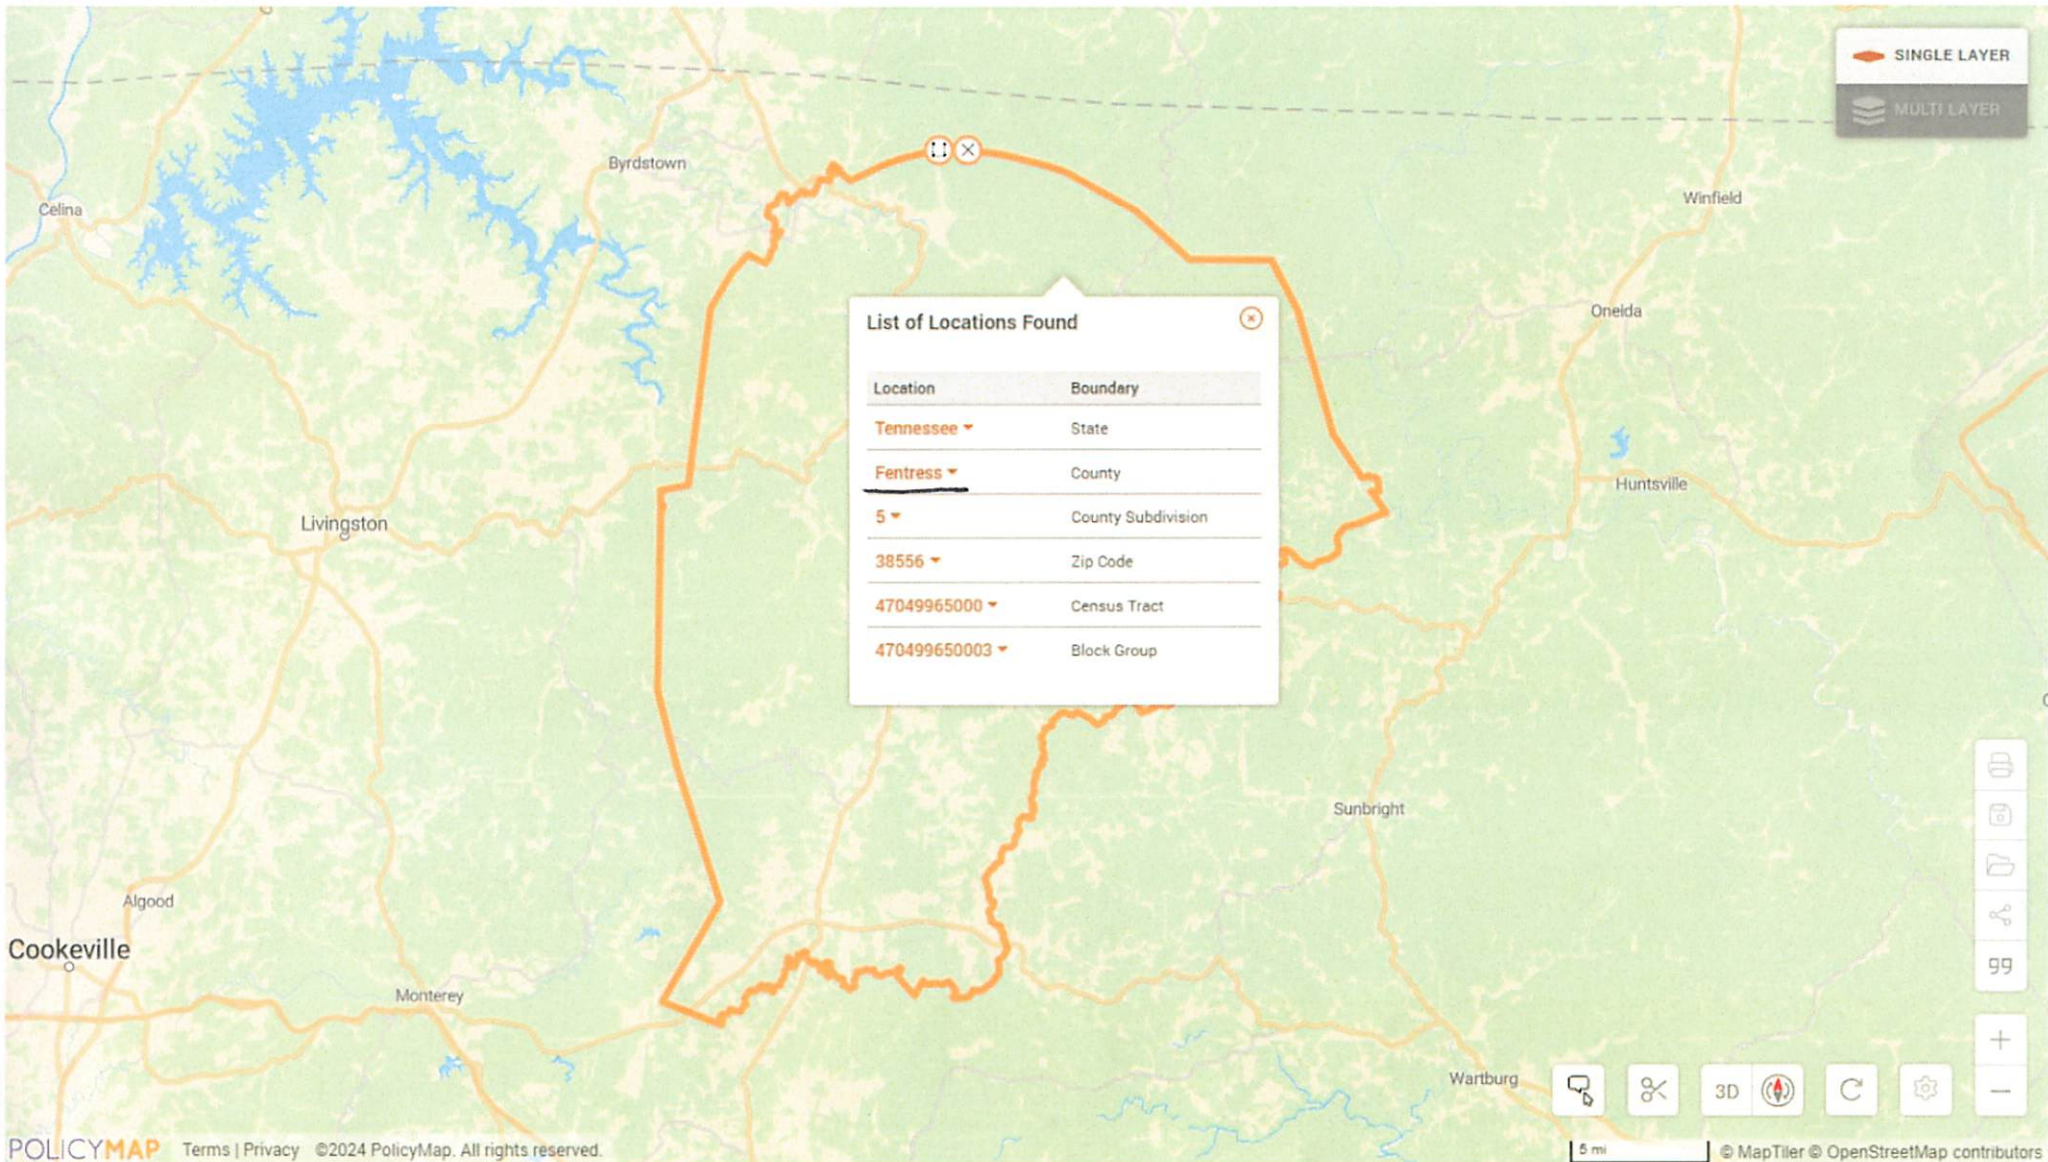 SINGLE LAYER
MULTI LAYER
Byrdstown
Celina
Winfield
Oneida
List of Locations Found
Location Boundary
Tennessee State
Fentress County
5 County Subdivision
38556 Zip Code
47049965000 Census Tract
470499650003 Block Group
Huntsville
Livingston
Sunbright
Algood
Cookeville
Monterey
Wartburg
3D
POLICYMAP Terms | Privacy ©2024 PolicyMap. All rights reserved.
5 mi © MapTiler © OpenStreetMap contributors